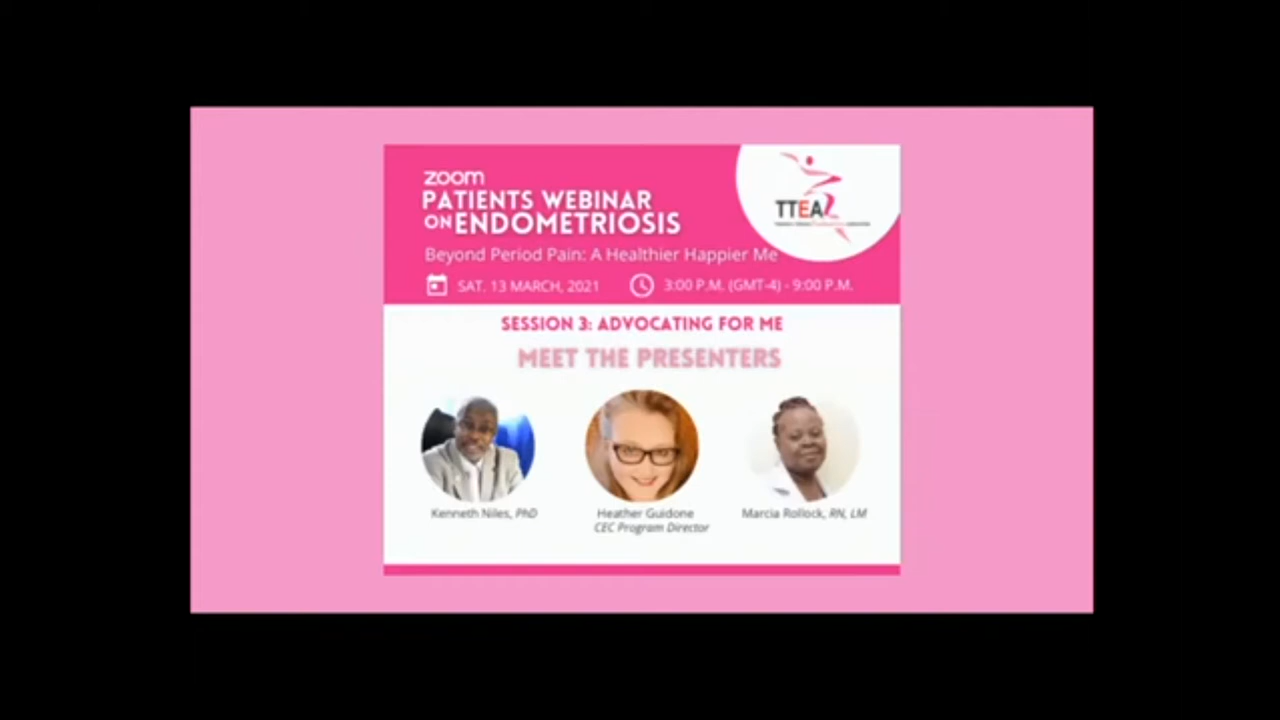 zoom
PATIENTS WEBINAR
ON ENDOMETRIOSIS
Beyond Period Pain: A Healthier Happier Me
SAT. 13 MARCH, 2021
3:00 P.M. (GMT-4) - 9:00 P.M.
TTEA
SESSION 3: ADVOCATING FOR ME
MEET THE PRESENTERS
Kenneth Niles, PhD
Heather Guidone
CEC Program Director
Marcia Rollock, RN, LM